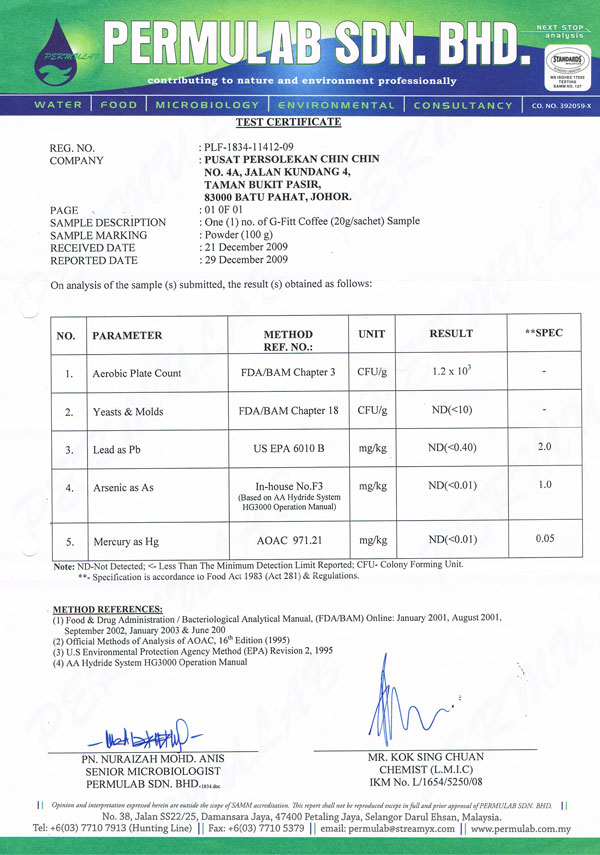 PERMULAB
PERMULAB SDN. BHD.
NEXT STOP
analysis
contributing to nature and environment professionally
STANDARDS
MS ISO/IEC 17025
TESTING
SAMM NO. 127
WATER | FOOD | MICROBIOLOGY | ENVIRONMENTAL | CONSULTANCY | CO. NO. 392059-X
TEST CERTIFICATE
REG. NO. : PLF-1834-11412-09
COMPANY : PUSAT PERSOLEKAN CHIN CHIN
NO. 4A, JALAN KUNDANG 4,
TAMAN BUKIT PASIR,
83000 BATU PAHAT, JOHOR.
PAGE : 01 0F 01
SAMPLE DESCRIPTION : One (1) no. of G-Fitt Coffee (20g/sachet) Sample
SAMPLE MARKING : Powder (100 g)
RECEIVED DATE : 21 December 2009
REPORTED DATE : 29 December 2009
On analysis of the sample (s) submitted, the result (s) obtained as follows:
NO. PARAMETER METHOD REF. NO.: UNIT RESULT **SPEC
1. Aerobic Plate Count FDA/BAM Chapter 3 CFU/g 1.2 x 10³ -
2. Yeasts & Molds FDA/BAM Chapter 18 CFU/g ND(<10) -
3. Lead as Pb US EPA 6010 B mg/kg ND(<0.40) 2.0
4. Arsenic as As In-house No.F3 mg/kg ND(<0.01) 1.0
(Based on AA Hydride System
HG3000 Operation Manual)
5. Mercury as Hg AOAC 971.21 mg/kg ND(<0.01) 0.05
Note: ND-Not Detected; <- Less Than The Minimum Detection Limit Reported; CFU- Colony Forming Unit.
**- Specification is accordance to Food Act 1983 (Act 281) & Regulations.
METHOD REFERENCES:
(1) Food & Drug Administration / Bacteriological Analytical Manual, (FDA/BAM) Online: January 2001, August 2001,
September 2002, January 2003 & June 200
(2) Official Methods of Analysis of AOAC, 16th Edition (1995)
(3) U.S Environmental Protection Agency Method (EPA) Revision 2, 1995
(4) AA Hydride System HG3000 Operation Manual
PN. NURAIZAH MOHD. ANIS
SENIOR MICROBIOLOGIST
PERMULAB SDN. BHD.1834.doc
MR. KOK SING CHUAN
CHEMIST (L.M.I.C)
IKM No. L/1654/5250/08
Opinion and interpretation expressed herein are outside the scope of SAMM accreditation. This report shall not be reproduced except in full and prior approval of PERMULAB SDN. BHD.
No. 38, Jalan SS22/25, Damansara Jaya, 47400 Petaling Jaya, Selangor Darul Ehsan, Malaysia.
Tel: +6(03) 7710 7913 (Hunting Line) || Fax: +6(03) 7710 5379 || email: permulab@streamyx.com || www.permulab.com.my